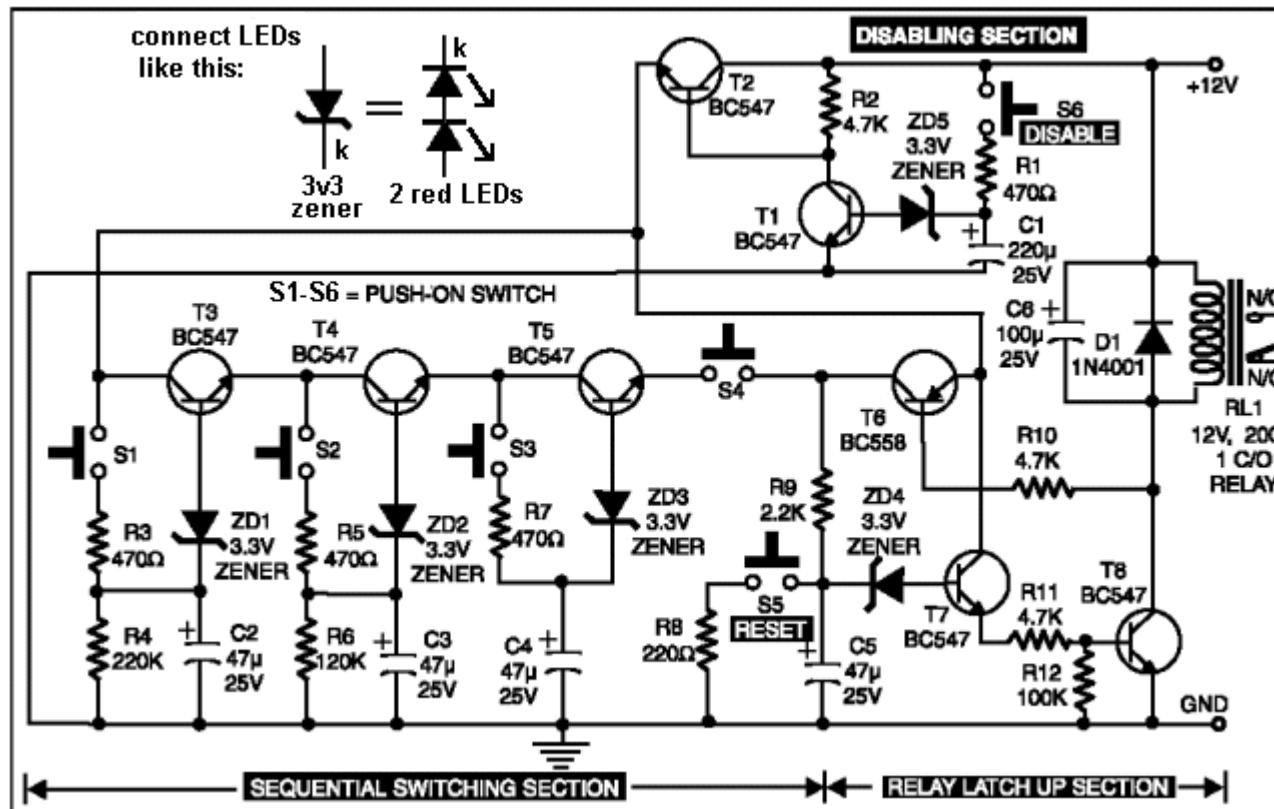 connect LEDs
like this:
k
k
3v3
zener
2 red LEDs
DISABLING SECTION
T2
BC547
R2
4.7K
ZD5
3.3V
ZENER
S6
DISABLE
+12V
R1
470Ω
T1
BC547
C1
220µ
25V
+
S1-S6 = PUSH-ON SWITCH
T3
BC547
T4
BC547
T5
BC547
S4
T6
BC558
C6
100µ
25V
+
D1
1N4001
N/C
N/O
RL1
12V, 200
1 C/O
RELAY
R10
4.7K
S1
S2
S3
R3
470Ω
ZD1
3.3V
ZENER
R5
470Ω
ZD2
3.3V
ZENER
R7
470Ω
ZD3
3.3V
ZENER
R9
2.2K
ZD4
3.3V
ZENER
S5
RESET
T7
BC547
R11
4.7K
T8
BC547
R4
220K
+
C2
47µ
25V
R6
120K
+
C3
47µ
25V
C4
47µ
25V
+
R8
220Ω
+
C5
47µ
25V
R12
100K
GND
SEQUENTIAL SWITCHING SECTION
RELAY LATCH UP SECTION